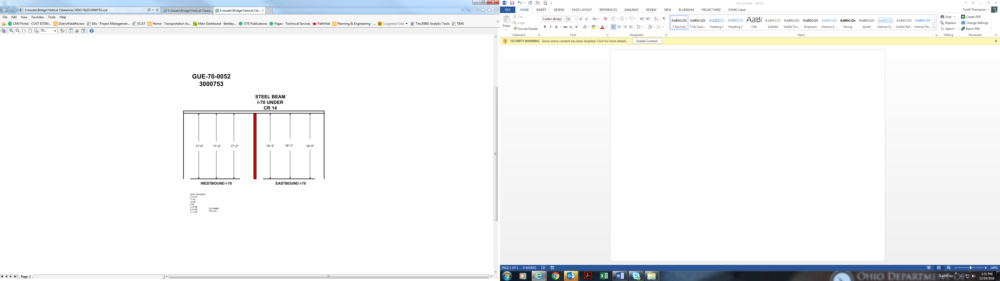 I:\Assets\Bridge\Vertical Clearances VISIO FILES\3000753.vsd
I:\Assets\Bridge\Vertical Cleara...
I:\Assets\Bridge\Vertical Cle...
File Edit View Favorites Tools Help
CMS Portal - COST ESTIM... DistrictFatalReview Ellis - Project Managemen... GCAT Home - Transportation As... Main Dashboard - Bentley... OTE Publications Pages - Technical Services PathWeb Planning & Engineering - ... Suggested Sites The INRIX Analytic Tools TIMS
75%
GUE-70-0052
3000753
STEEL BEAM
I-70 UNDER
CR 14
17'-5" 17'-2" 17'-2" 16'-3" 16'-1" 16'-0"
WESTBOUND I-70 EASTBOUND I-70
DATE REVISED
3-16-70
11-92
12-95
5-97
4-15-98
6-13-99
11-7-06
ILE NAME:
i753.vsd
Page-1
Document1 - Word
FILE HOME INSERT DESIGN PAGE LAYOUT REFERENCES MAILINGS REVIEW VIEW BLUEBEAM PROJECTWISE DYMO Label
Tyrell Thompson
Paste
Cut
Copy
Format Painter
Clipboard
Calibri (Body) 11
Font
Paragraph
AaBbCcDc AaBbCcDc AaBbCc AaBbCcC AaBl AaBbCcC AaBbCcDc AaBbCcDc AaBbCcDc AaBbCcDc AaBbCcDc AaBbCcDc AABBCCDC AABBCCDC
¶ Normal ¶ No Spac... Heading 1 Heading 2 Title Subtitle Subtle Em... Emphasis Intense E... Strong Quote Intense Q... Subtle Ref... Intense Re...
Styles
Find
Replace
Select
Editing
Create PDF
Change Settings
Batch PDF
Bluebeam
SECURITY WARNING Some active content has been disabled. Click for more details. Enable Content
PAGE 1 OF 1 0 WORDS
100%
CaddTray
1:31 PM
12/19/2016